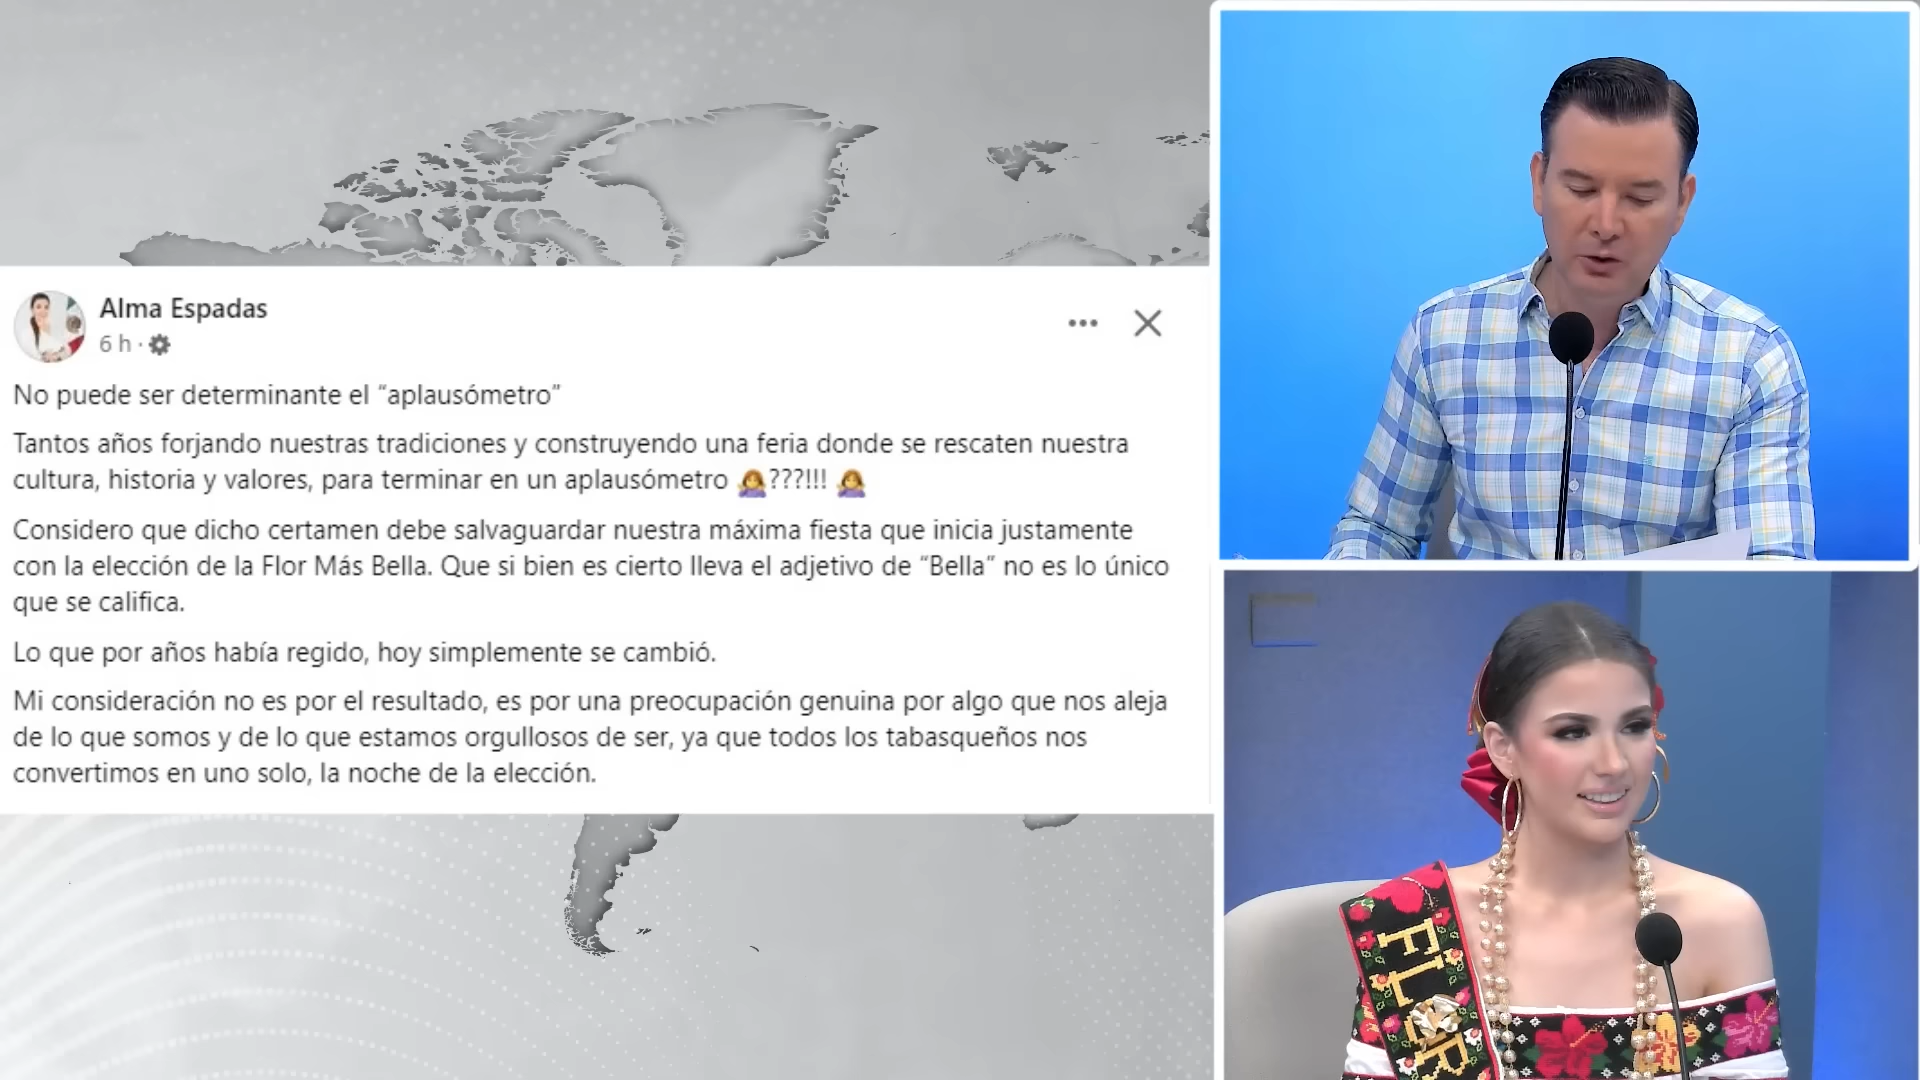 Alma Espadas
6 h ·
No puede ser determinante el “aplausómetro”
Tantos años forjando nuestras tradiciones y construyendo una feria donde se rescaten nuestra
cultura, historia y valores, para terminar en un aplausómetro 🙇‍♀️???!!! 🙇‍♀️
Considero que dicho certamen debe salvaguardar nuestra máxima fiesta que inicia justamente
con la elección de la Flor Más Bella. Que si bien es cierto lleva el adjetivo de “Bella” no es lo único
que se califica.
Lo que por años había regido, hoy simplemente se cambió.
Mi consideración no es por el resultado, es por una preocupación genuina por algo que nos aleja
de lo que somos y de lo que estamos orgullosos de ser, ya que todos los tabasqueños nos
convertimos en uno solo, la noche de la elección.
FLOR